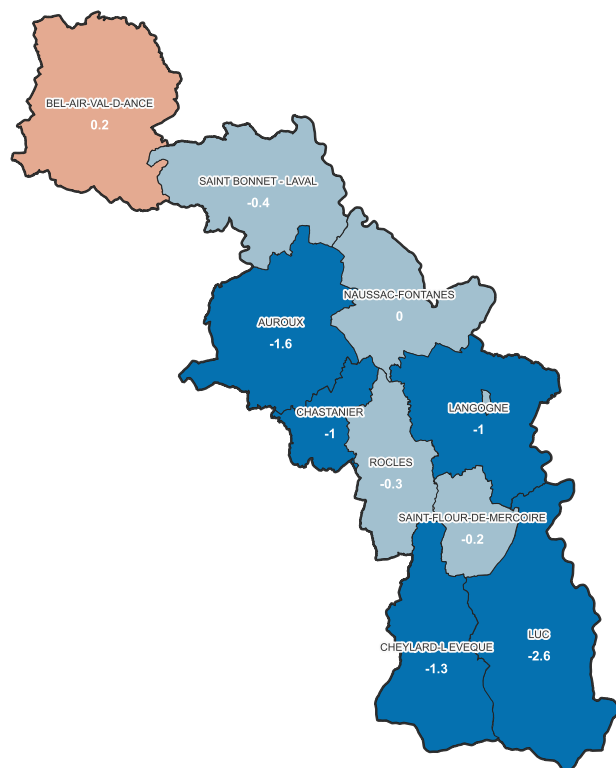 BEL-AIR-VAL-D-ANCE
0.2
SAINT BONNET - LAVAL
-0.4
NAUSSAC-FONTANES
0
AUROUX
-1.6
CHASTANIER
-1
LANGOGNE
-1
ROCLES
-0.3
SAINT-FLOUR-DE-MERCOIRE
-0.2
LUC
-2.6
CHEYLARD-L EVEQUE
-1.3